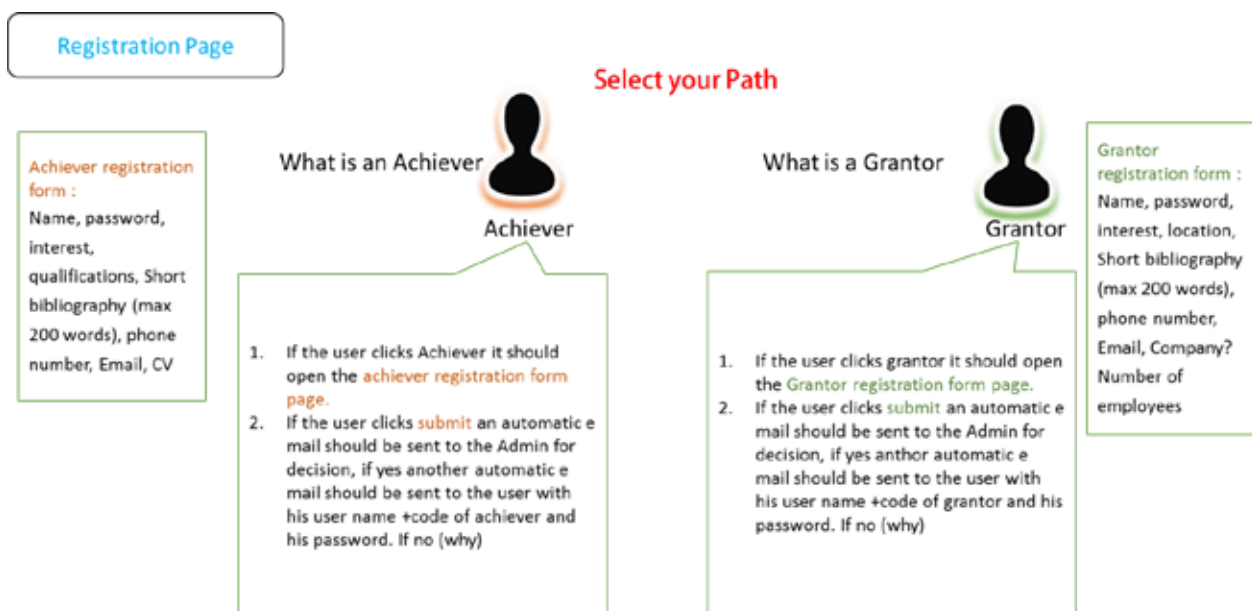 Registration Page
Select your Path
Achiever registration
form :
Name, password,
interest,
qualifications, Short
bibliography (max
200 words), phone
number, Email, CV
What is an Achiever
Achiever
1. If the user clicks Achiever it should
open the achiever registration form
page.
2. If the user clicks submit an automatic e
mail should be sent to the Admin for
decision, if yes another automatic e
mail should be sent to the user with
his user name +code of achiever and
his password. If no (why)
What is a Grantor
Grantor
1. If the user clicks grantor it should open
the Grantor registration form page.
2. If the user clicks submit an automatic e
mail should be sent to the Admin for
decision, if yes anthor automatic e
mail should be sent to the user with
his user name +code of grantor and his
password. If no (why)
Grantor
registration form :
Name, password,
interest, location,
Short bibliography
(max 200 words),
phone number,
Email, Company?
Number of
employees